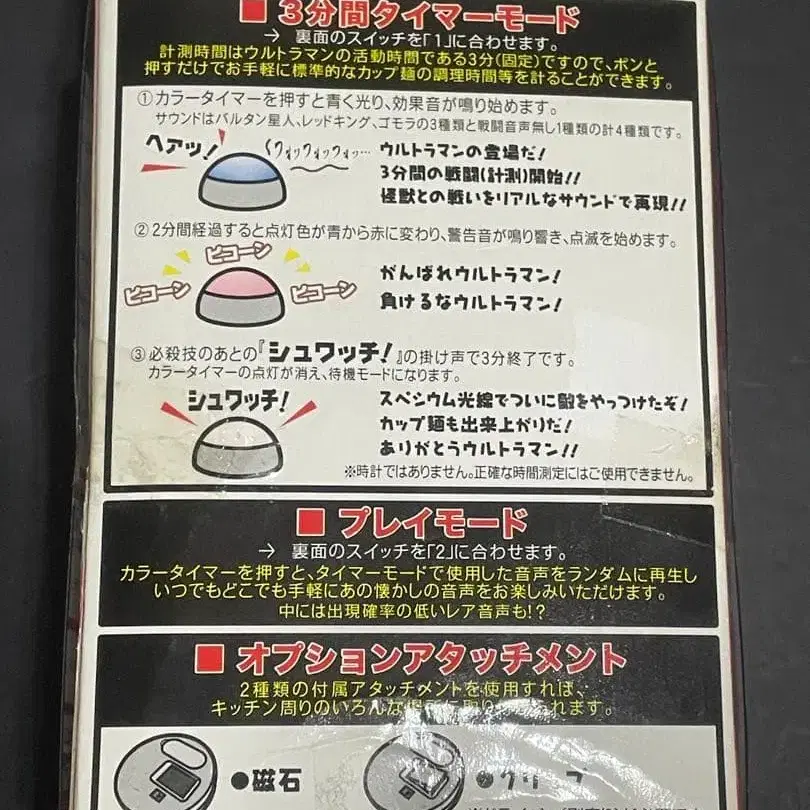 ■ 3分間タイマーモード
→ 裏面のスイッチを｢1｣に合わせます。
計測時間はウルトラマンの活動時間である3分(固定)ですので、ポンと
押すだけでお手軽に標準的なカップ麺の調理時間等を計ることができます。
①カラータイマーを押すと青く光り、効果音が鳴り始めます。
サウンドはバルタン星人、レッドキング、ゴモラの3種類と戦闘音声無し1種類の計4種類です。
ヘアッ!
くウォッウォッウォッ…
ウルトラマンの登場だ!
3分間の戦闘(計測)開始!!
怪獣との戦いをリアルなサウンドで再現!!
②2分間経過すると点灯色が青から赤に変わり、警告音が鳴り響き、点滅を始めます。
ピコーン
ピコーン
ピコーン
がんばれウルトラマン!
負けるなウルトラマン!
③必殺技のあとの『シュワッチ!』の掛け声で3分終了です。
カラータイマーの点灯が消え、待機モードになります。
シュワッチ!
スペシウム光線でついに敵をやっつけたぞ!
カップ麺も出来上がりだ!
ありがとうウルトラマン!!
※時計ではありません。正確な時間測定にはご使用できません。
■ プレイモード
→ 裏面のスイッチを｢2｣に合わせます。
カラータイマーを押すと、タイマーモードで使用した音声をランダムに再生し
いつでもどこでも手軽にあの懐かしの音声をお楽しみいただけます。
中には出現確率の低いレア音声も!?
■ オプションアタッチメント
2種類の付属アタッチメントを使用すれば、
キッチン周りのいろんな
ます。
●磁石